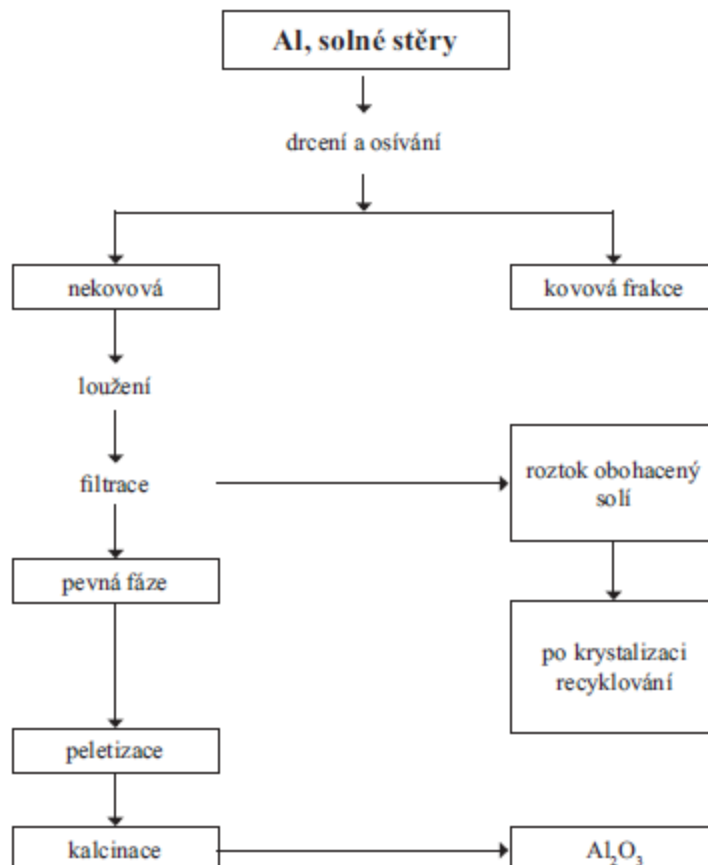 Al, solné stěry
drcení a osívání
nekovová
kovová frakce
loužení
filtrace
roztok obohacený
solí
pevná fáze
po krystalizaci
recyklování
peletizace
kalcinace
Al₂O₃